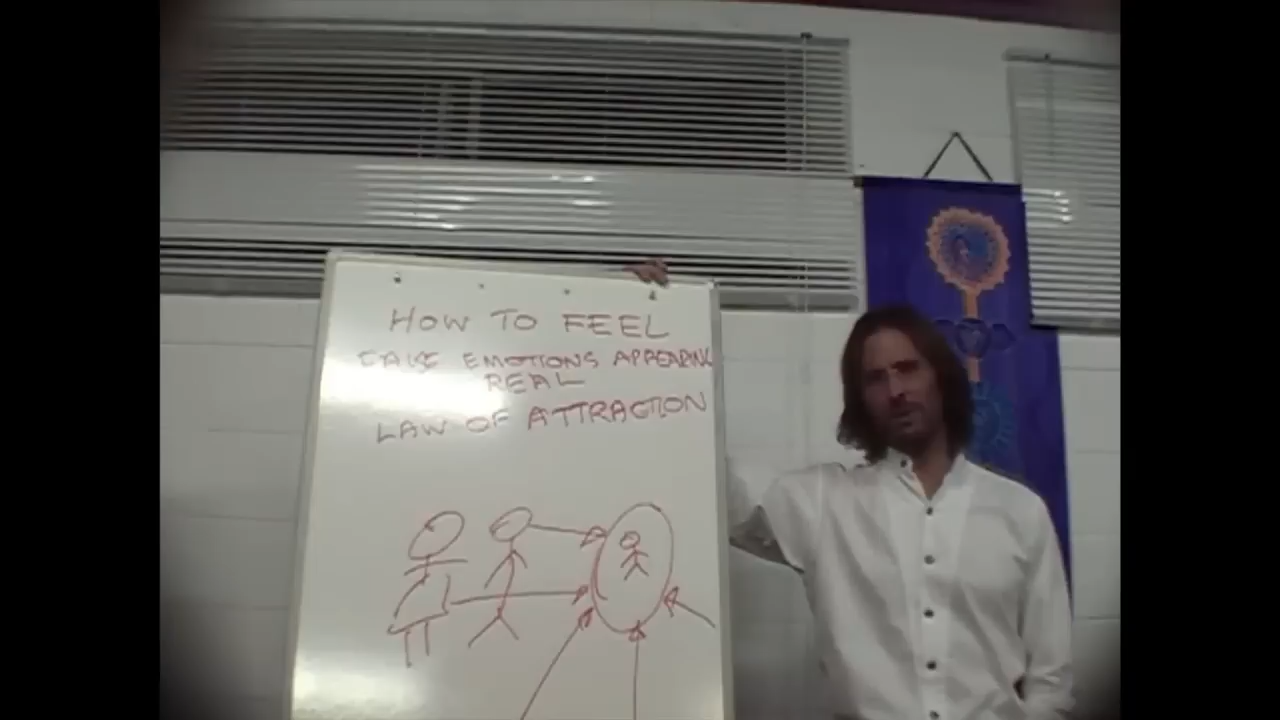 HOW TO FEEL
FALSE EMOTIONS APPEARING
REAL
LAW OF ATTRACTION